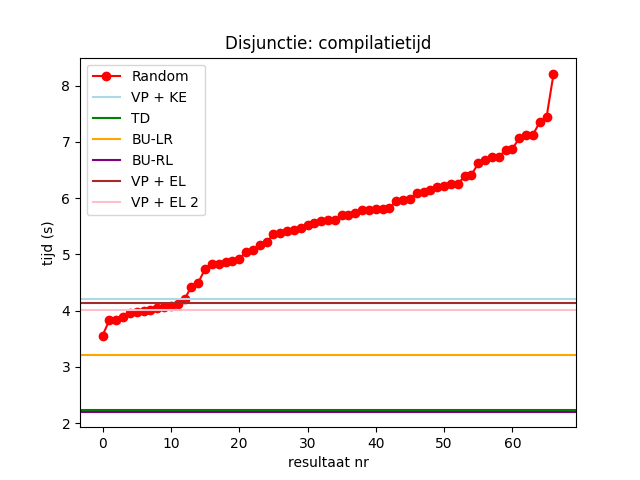 Disjunctie: compilatietijd
Random
VP + KE
TD
BU-LR
BU-RL
VP + EL
VP + EL 2
tijd (s)
8
7
6
5
4
3
2
0
10
20
30
40
50
60
resultaat nr